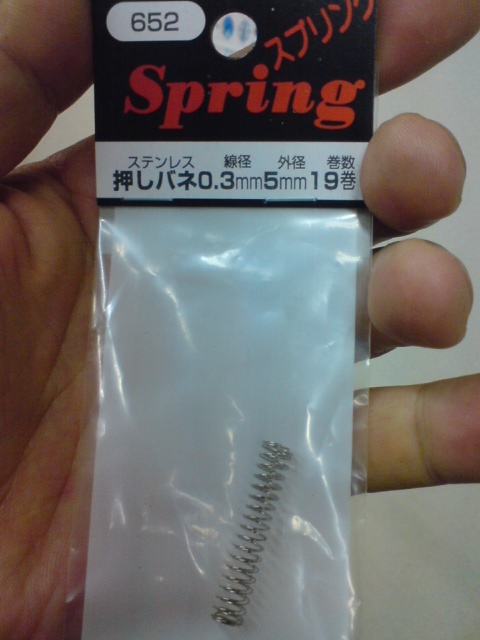 652
スプリング
Spring
ステンレス 線径 外径 巻数
押しバネ0.3mm5mm19巻